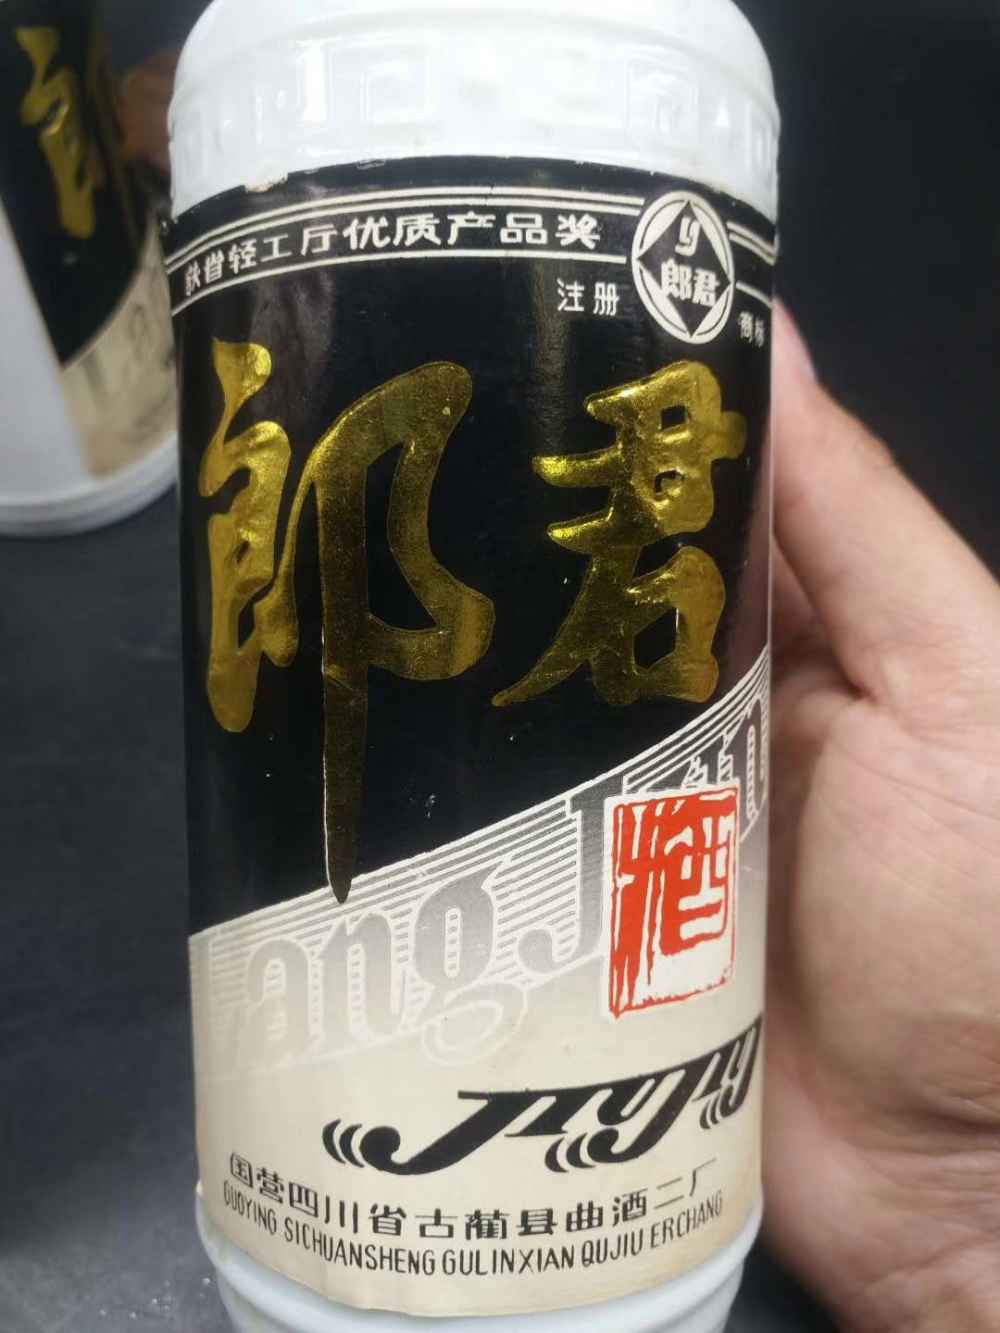 获省轻工厅优质产品奖
y
郎君
注册
商标
郎君
Lang Jun
酒
JIU
国营四川省古蔺县曲酒二厂
GUOYING SICHUANSHENG GULINXIAN QUJIU ERCHANG
郎